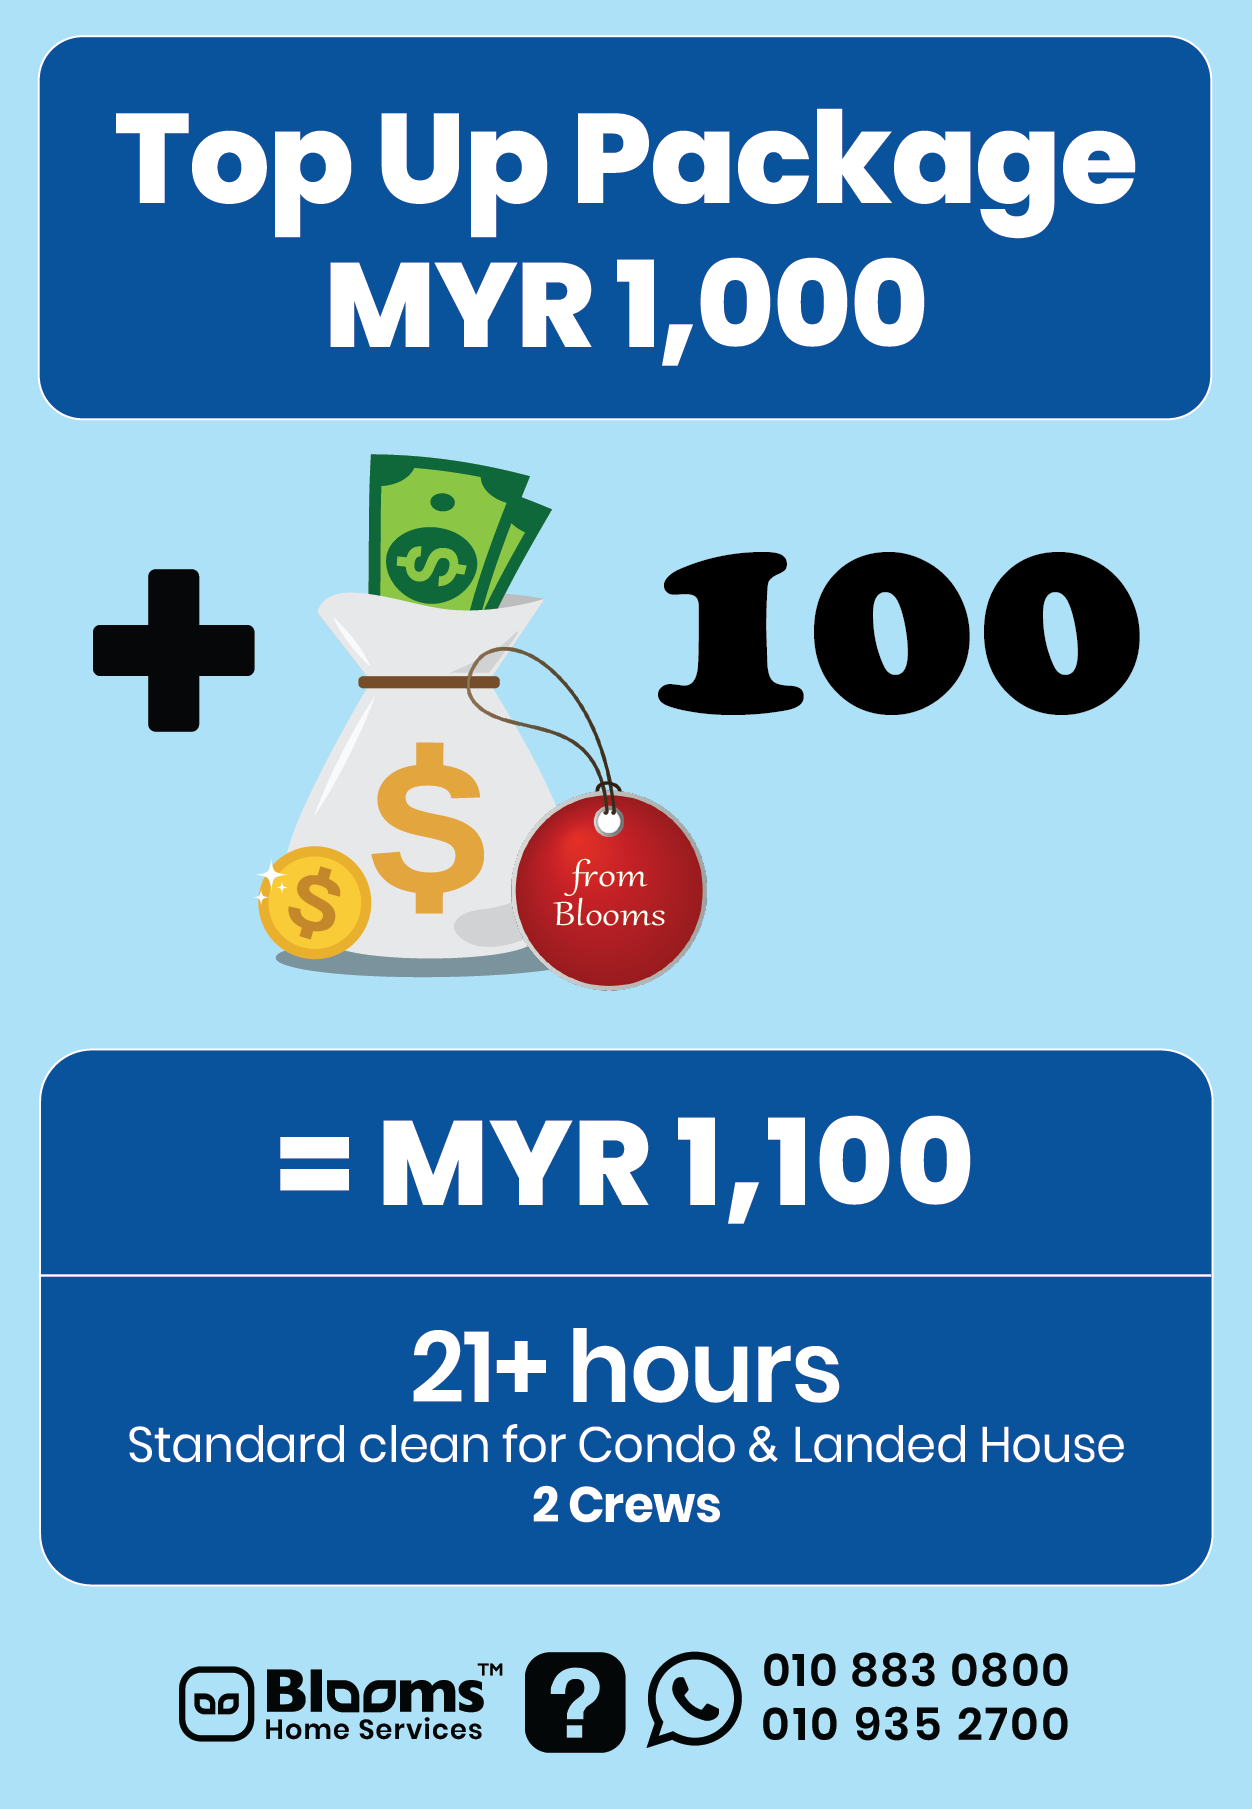 Top Up Package
MYR 1,000
+
100
$
$
$
from
Blooms
= MYR 1,100
21+ hours
Standard clean for Condo & Landed House
2 Crews
Blooms™
Home Services
?
010 883 0800
010 935 2700